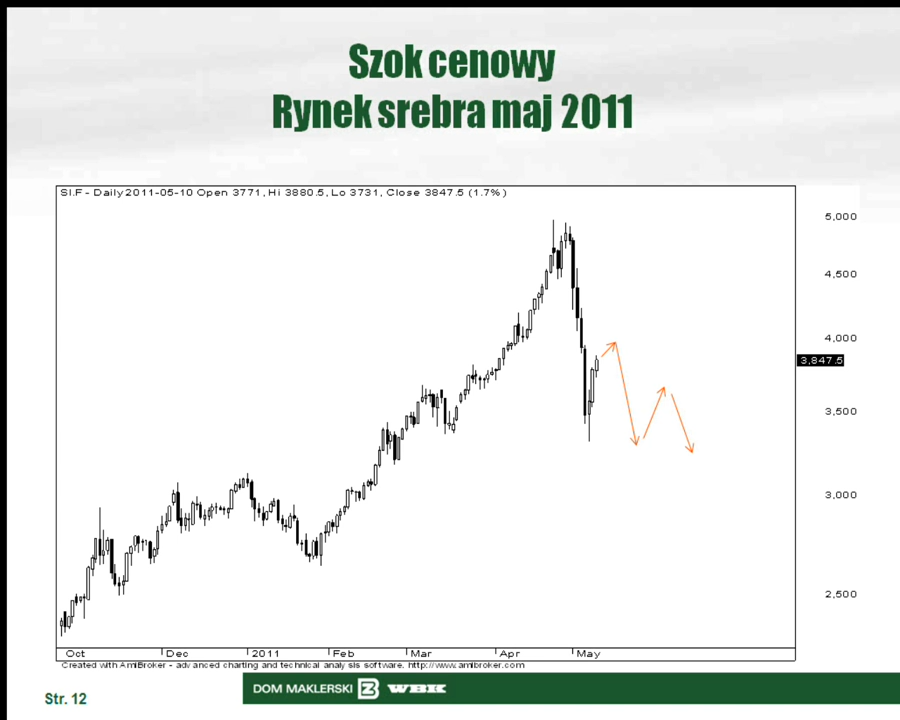 Szok cenowy
Rynek srebra maj 2011
SI.F - Daily 2011-05-10 Open 3771, Hi 3880.5, Lo 3731, Close 3847.5 (1.7%)
5,000
4,500
4,000
3,847.5
3,500
3,000
2,500
Oct Dec 2011 Feb Mar Apr May
Created with AmiBroker - advanced charting and technical analysis software. http://www.amibroker.com
Str. 12
DOM MAKLERSKI WBK